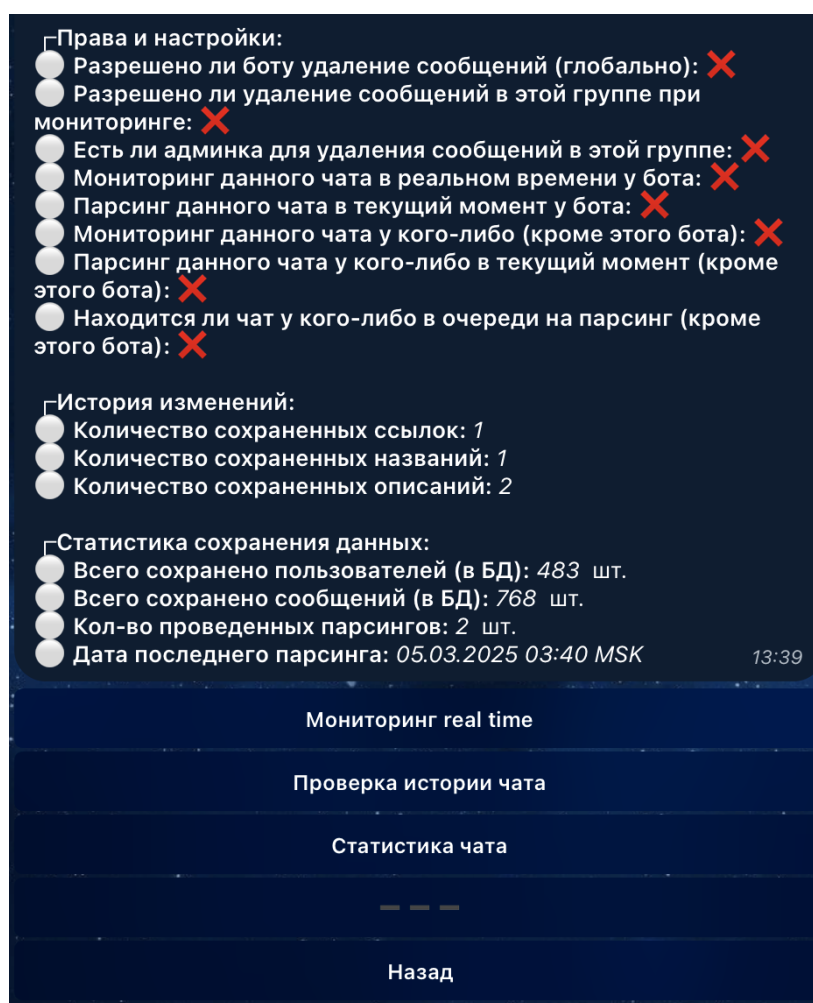 ┌Права и настройки:
⚪ Разрешено ли боту удаление сообщений (глобально): ❌
⚪ Разрешено ли удаление сообщений в этой группе при
мониторинге: ❌
⚪ Есть ли админка для удаления сообщений в этой группе: ❌
⚪ Мониторинг данного чата в реальном времени у бота: ❌
⚪ Парсинг данного чата в текущий момент у бота: ❌
⚪ Мониторинг данного чата у кого-либо (кроме этого бота): ❌
⚪ Парсинг данного чата у кого-либо в текущий момент (кроме
этого бота): ❌
⚪ Находится ли чат у кого-либо в очереди на парсинг (кроме
этого бота): ❌
┌История изменений:
⚪ Количество сохраненных ссылок: 1
⚪ Количество сохраненных названий: 1
⚪ Количество сохраненных описаний: 2
┌Статистика сохранения данных:
⚪ Всего сохранено пользователей (в БД): 483 шт.
⚪ Всего сохранено сообщений (в БД): 768 шт.
⚪ Кол-во проведенных парсингов: 2 шт.
⚪ Дата последнего парсинга: 05.03.2025 03:40 MSK 13:39
Мониторинг real time
Проверка истории чата
Статистика чата
➖➖➖
Назад